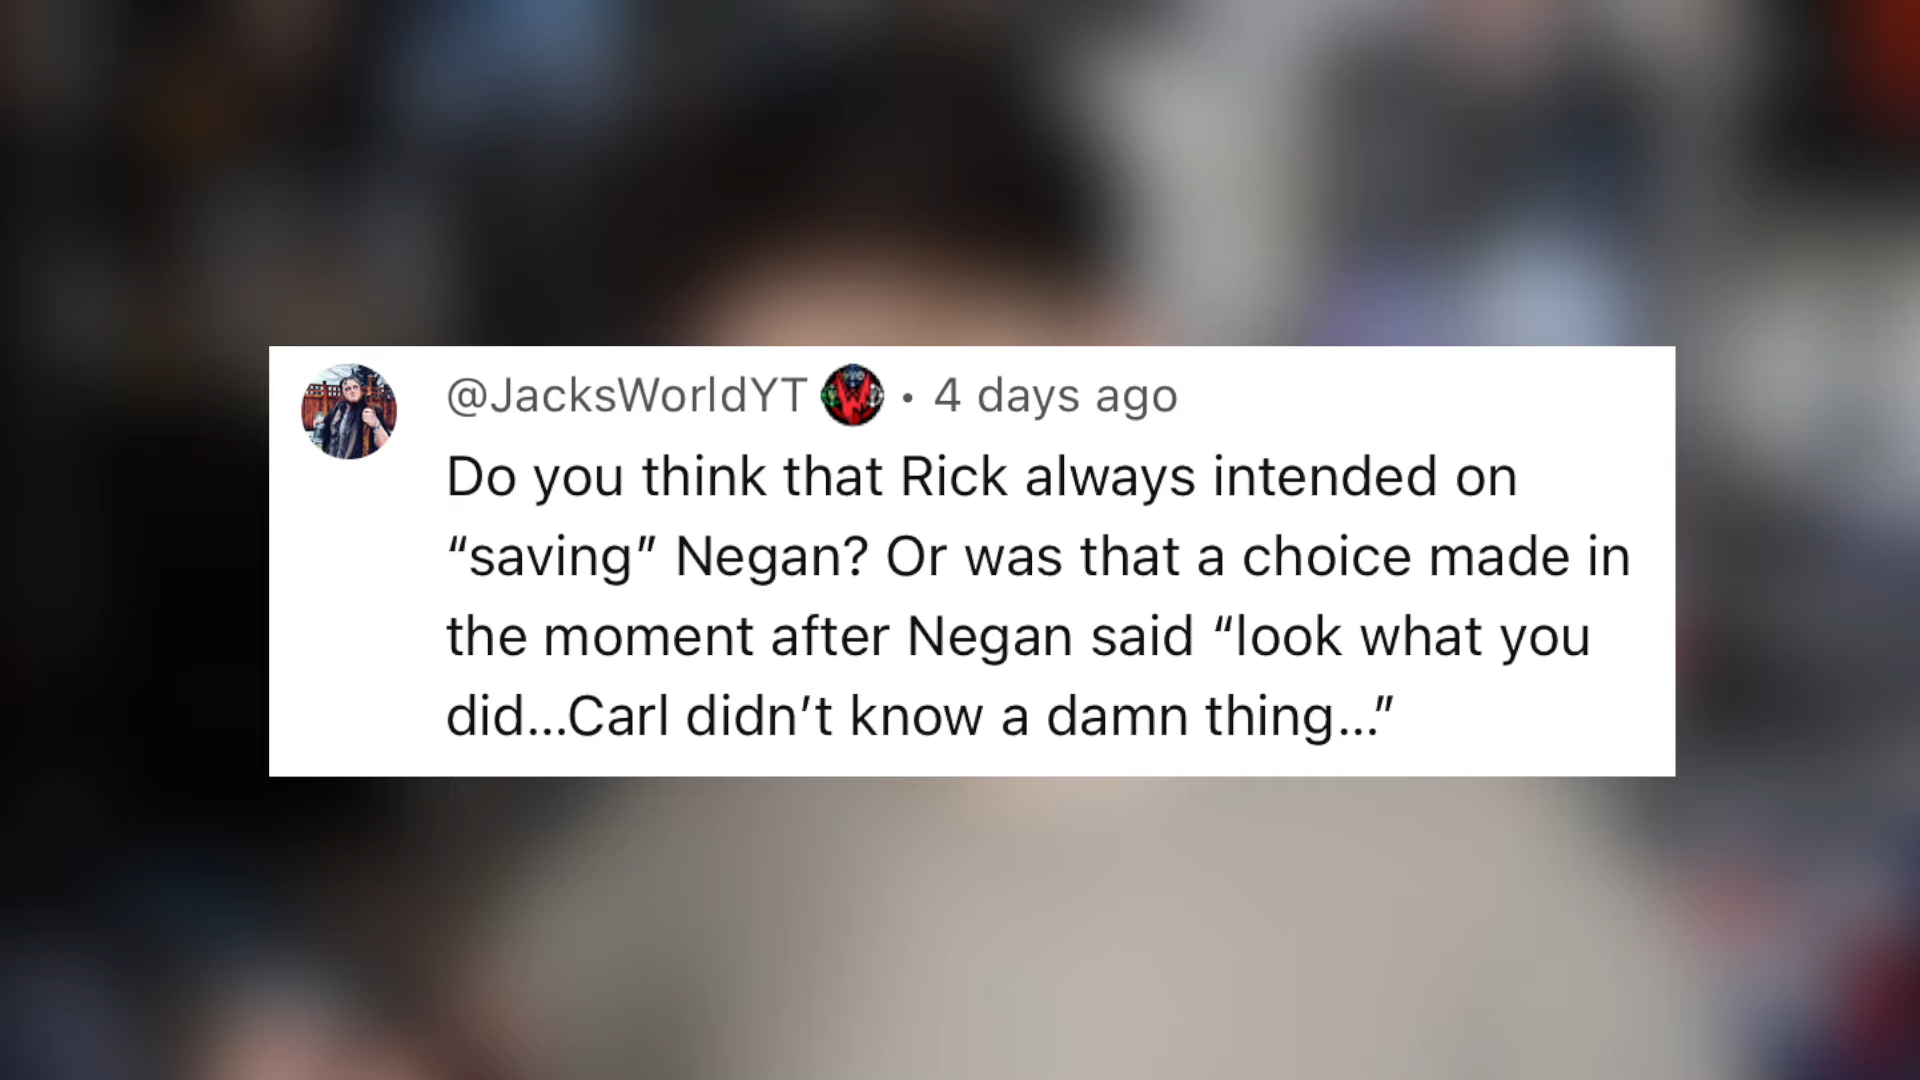 @JacksWorldYT • 4 days ago
Do you think that Rick always intended on
“saving” Negan? Or was that a choice made in
the moment after Negan said “look what you
did...Carl didn’t know a damn thing...”